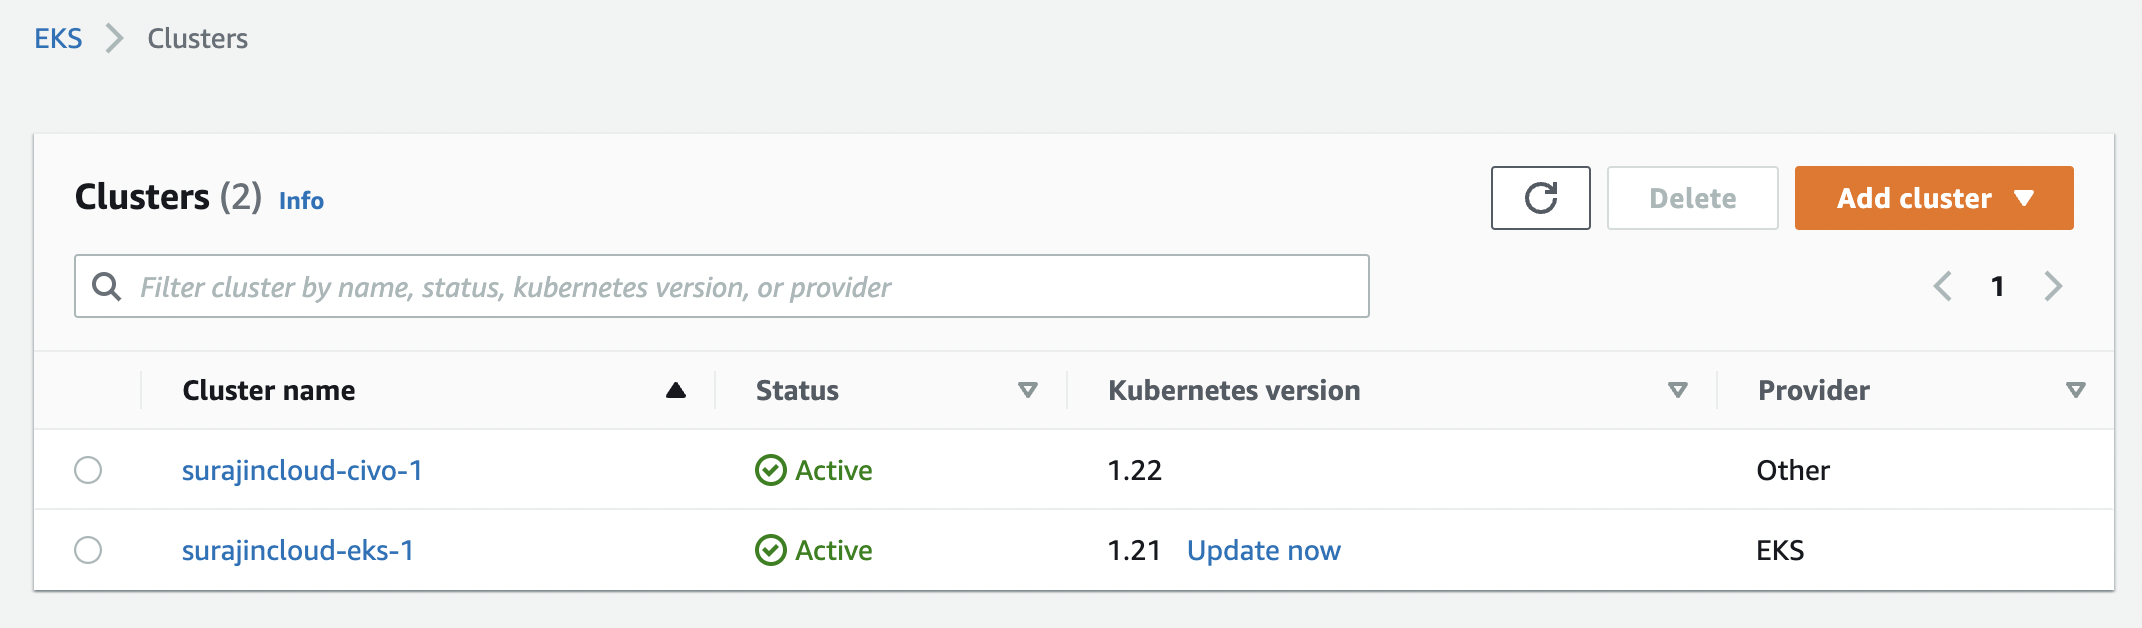 EKS > Clusters
Clusters (2) Info
Delete
Add cluster
Filter cluster by name, status, kubernetes version, or provider
1
Cluster name Status Kubernetes version Provider
surajincloud-civo-1 Active 1.22 Other
surajincloud-eks-1 Active 1.21 Update now EKS